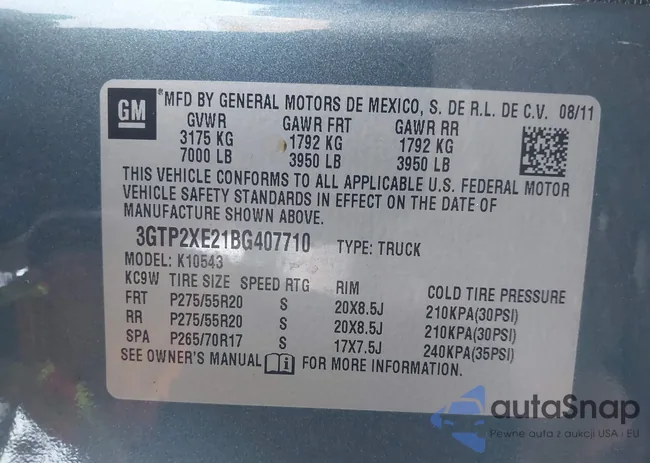 GM ® MFD BY GENERAL MOTORS DE MEXICO, S. DE R.L. DE C.V. 08/11
GVWR GAWR FRT GAWR RR
3175 KG 1792 KG 1792 KG
7000 LB 3950 LB 3950 LB
THIS VEHICLE CONFORMS TO ALL APPLICABLE U.S. FEDERAL MOTOR
VEHICLE SAFETY STANDARDS IN EFFECT ON THE DATE OF
MANUFACTURE SHOWN ABOVE.
3GTP2XE21BG407710 TYPE: TRUCK
MODEL: K10543
KC9W TIRE SIZE SPEED RTG RIM COLD TIRE PRESSURE
FRT P275/55R20 S 20X8.5J 210KPA(30PSI)
RR P275/55R20 S 20X8.5J 210KPA(30PSI)
SPA P265/70R17 S 17X7.5J 240KPA(35PSI)
SEE OWNER'S MANUAL FOR MORE INFORMATION.
autaSnap
Pewne auta z aukcji USA - EU